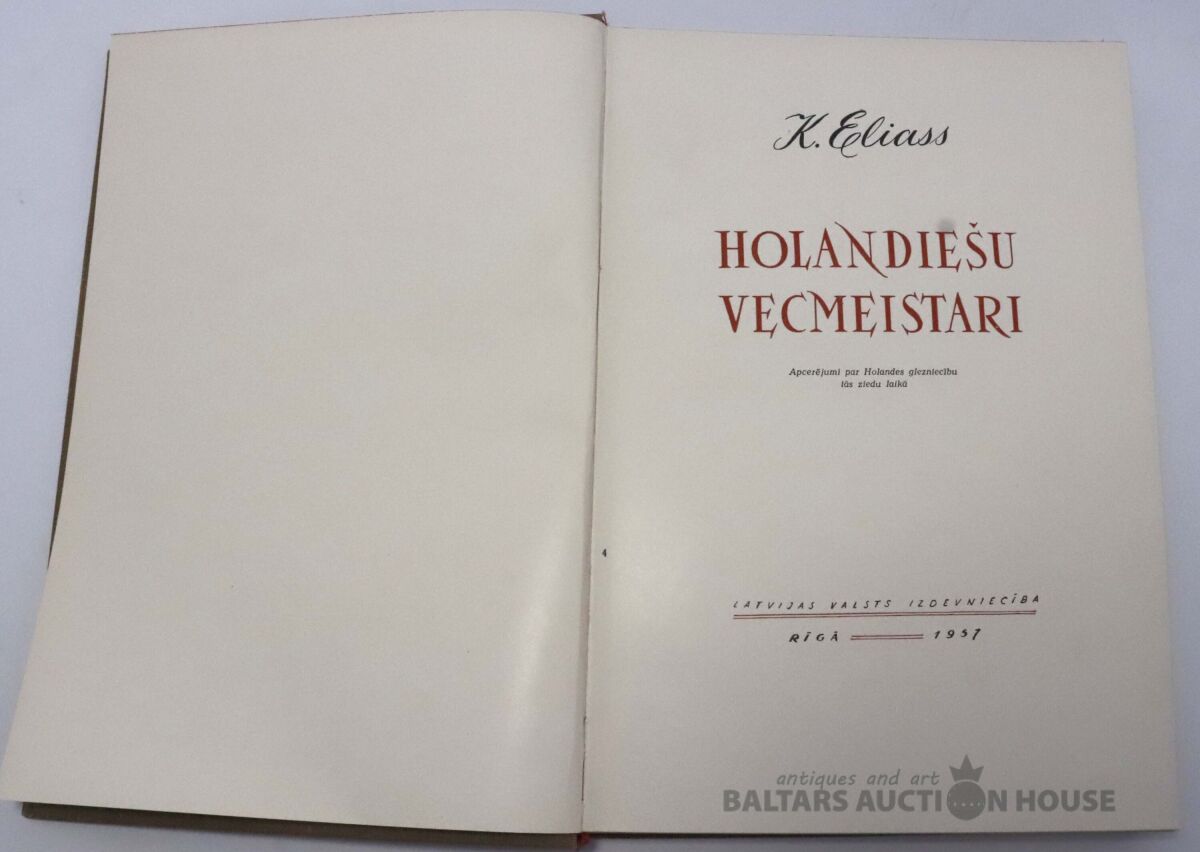 K. Eliass
HOLANDIEŠU
VECMEISTARI
Apcerējumi par Holandes glezniecību
tās ziedu laikā
4
LATVIJAS VALSTS IZDEVNIECĪBA
RĪGĀ 1957
antiques and art
BALTARS AUCTION HOUSE